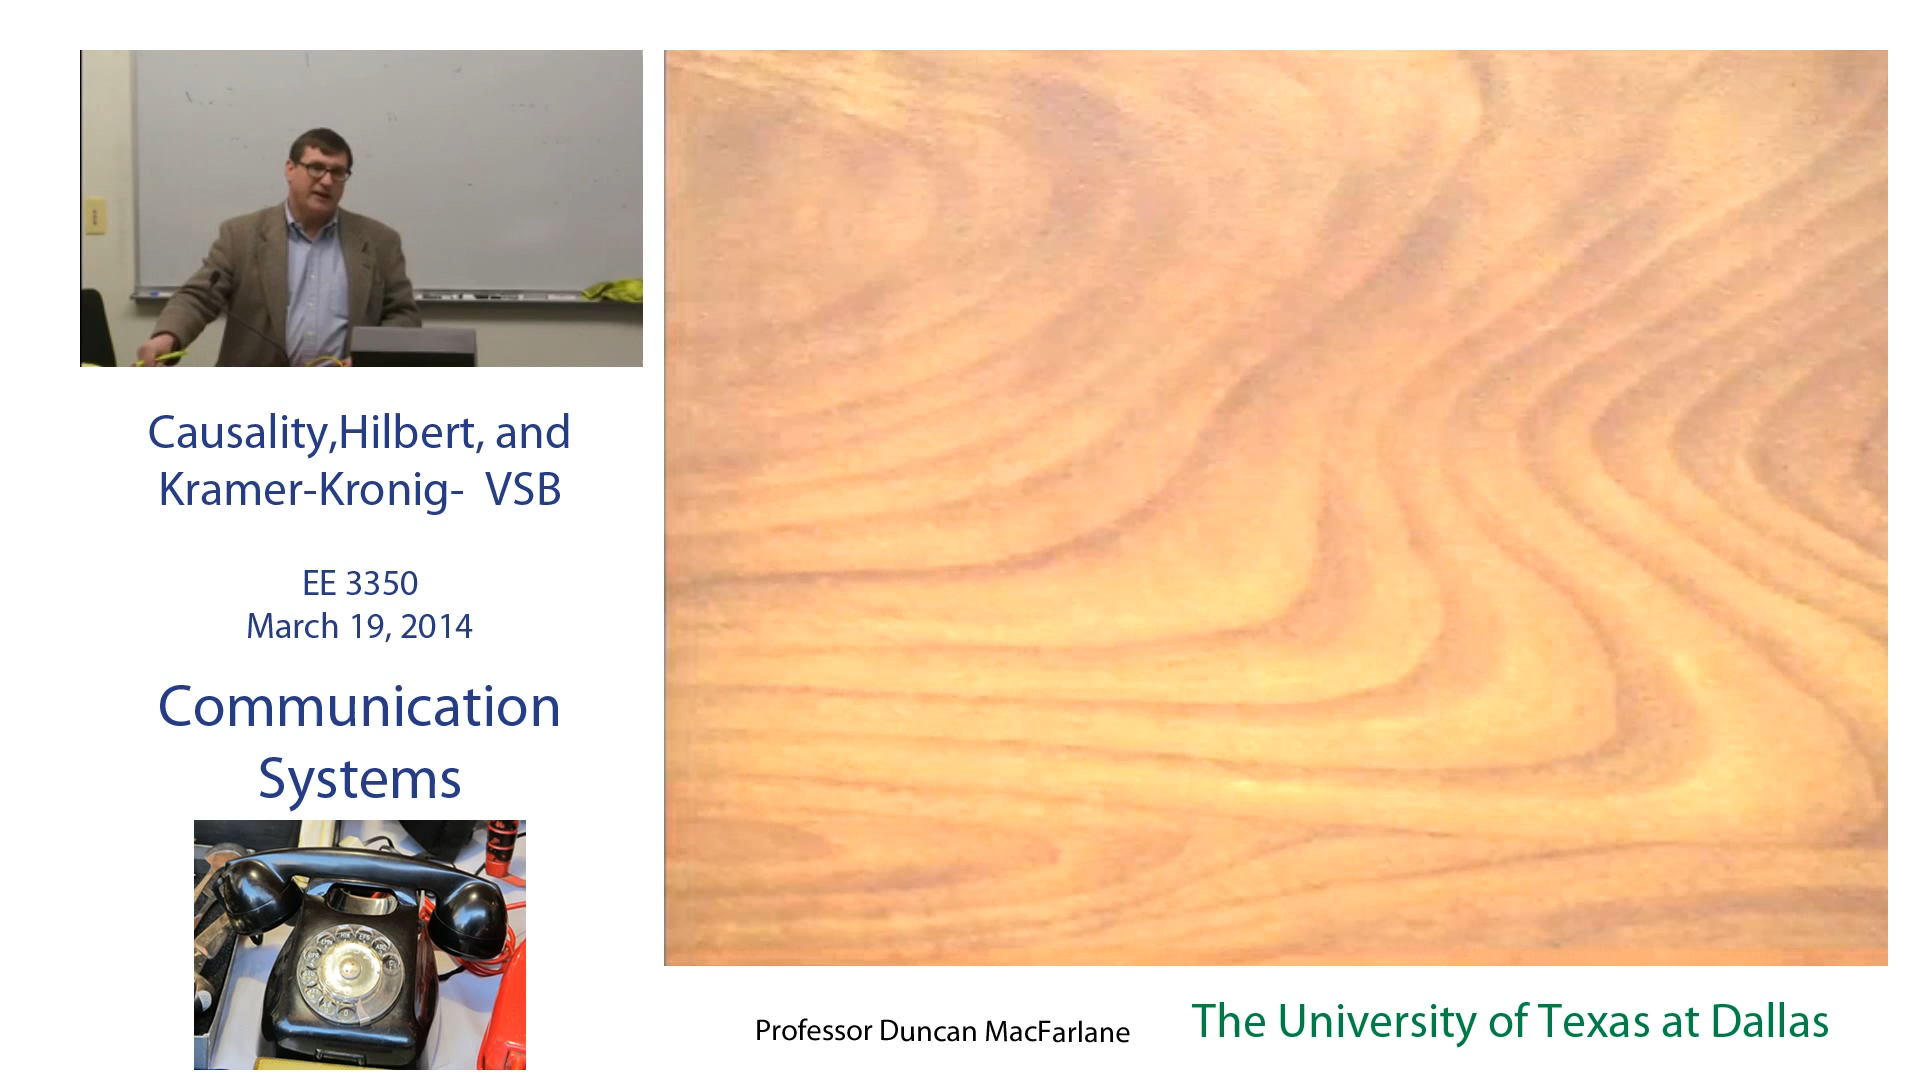 Causality,Hilbert, and
Kramer-Kronig-  VSB
EE 3350
March 19, 2014
Communication
Systems
Professor Duncan MacFarlane
The University of Texas at Dallas